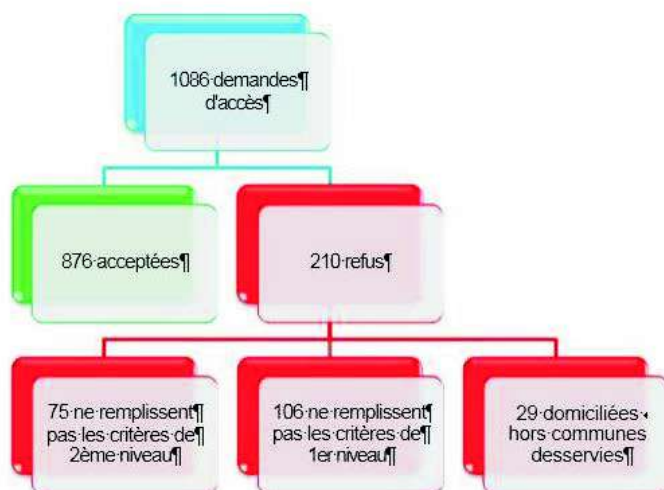 1086·demandes¶
d'accès¶
876·acceptées¶
210·refus¶
75·ne·remplissent¶
pas·les·critères·de¶
2ème·niveau¶
106·ne·remplissent¶
pas·les·critères·de¶
1er·niveau¶
29·domiciliées·
hors·communes
desservies¶